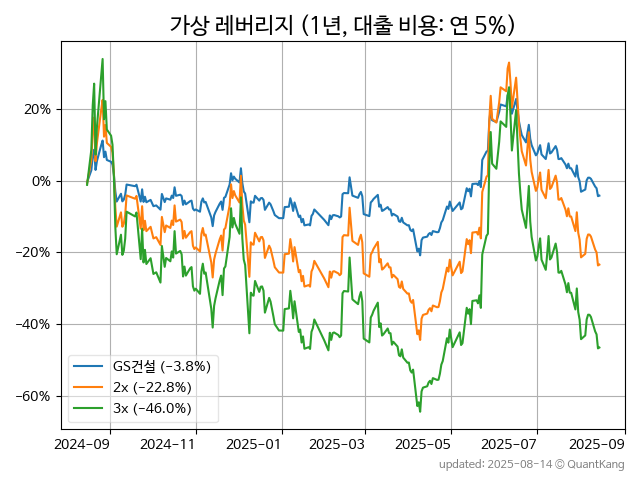 가상 레버리지 (1년, 대출 비용: 연 5%)
20%
0%
−20%
−40%
−60%
GS건설 (−3.8%)
2x (−22.8%)
3x (−46.0%)
2024-09 2024-11 2025-01 2025-03 2025-05 2025-07 2025-09
updated: 2025-08-14 © QuantKang